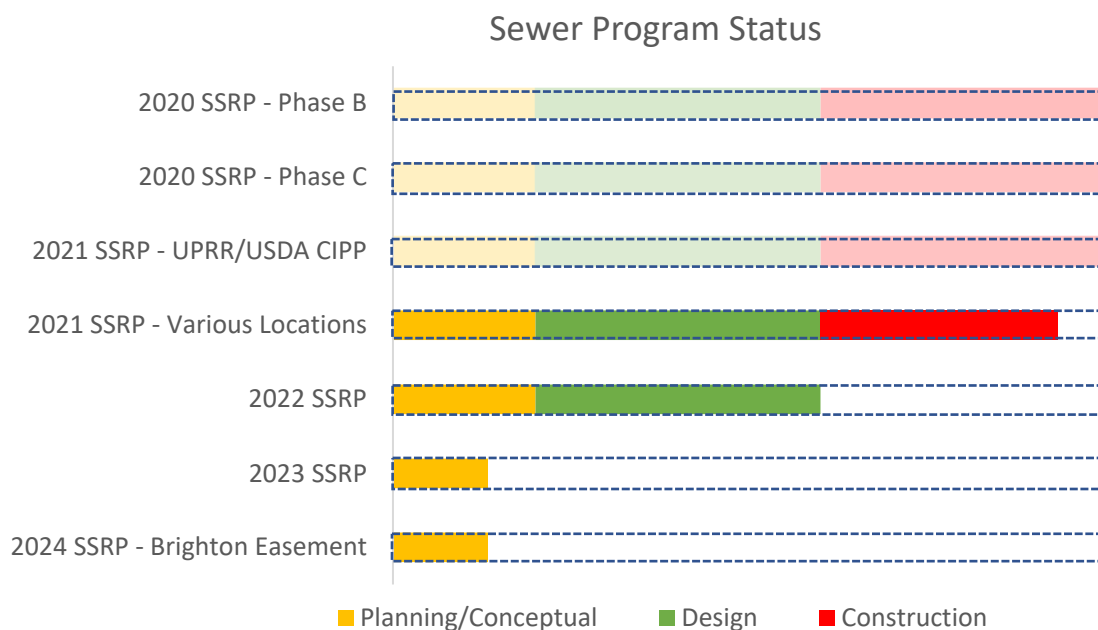 Sewer Program Status
2020 SSRP - Phase B
2020 SSRP - Phase C
2021 SSRP - UPRR/USDA CIPP
2021 SSRP - Various Locations
2022 SSRP
2023 SSRP
2024 SSRP - Brighton Easement
Planning/Conceptual Design Construction